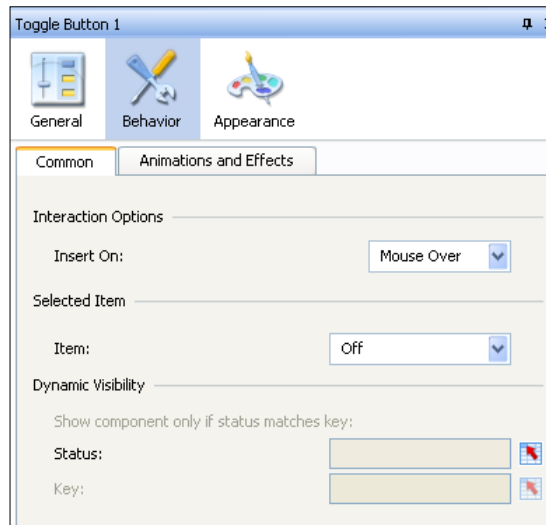 Toggle Button 1
General Behavior Appearance
Common Animations and Effects
Interaction Options
Insert On: Mouse Over
Selected Item
Item: Off
Dynamic Visibility
Show component only if status matches key:
Status:
Key: